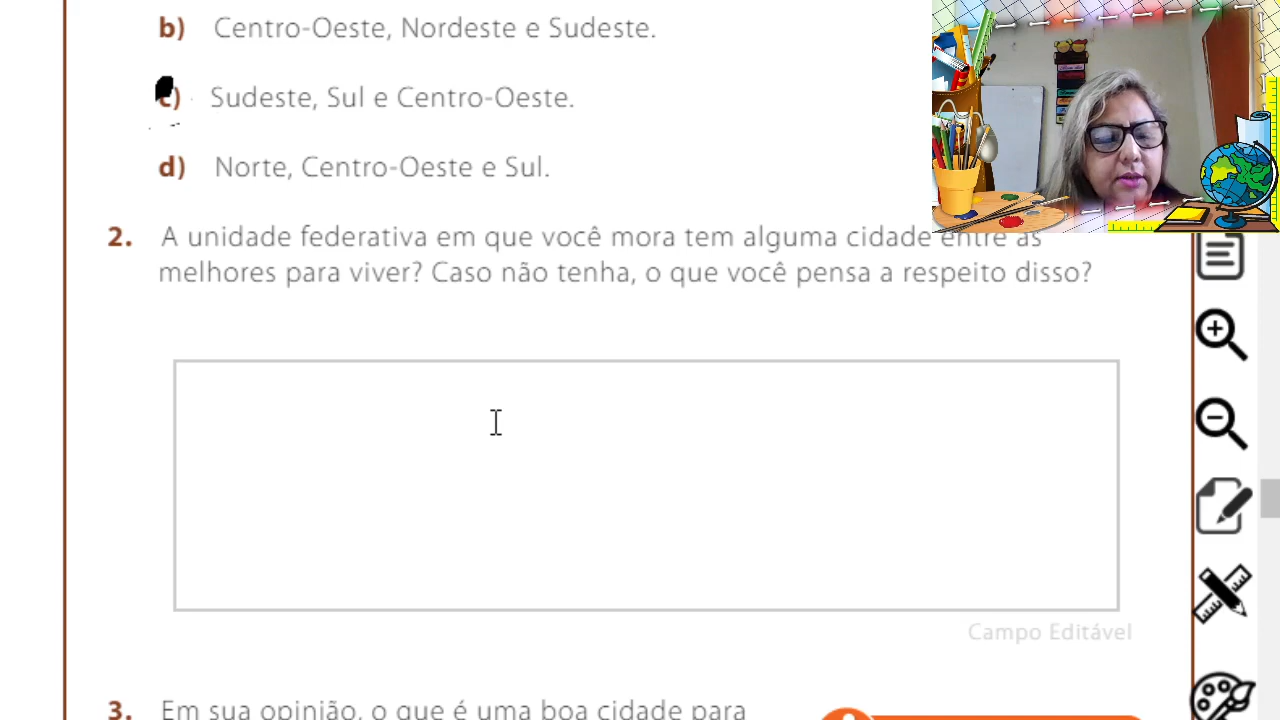 b) Centro-Oeste, Nordeste e Sudeste.
c) Sudeste, Sul e Centro-Oeste.
d) Norte, Centro-Oeste e Sul.
2. A unidade federativa em que você mora tem alguma cidade entre as
melhores para viver? Caso não tenha, o que você pensa a respeito disso?
Campo Editável
3. Em sua opinião, o que é uma boa cidade para